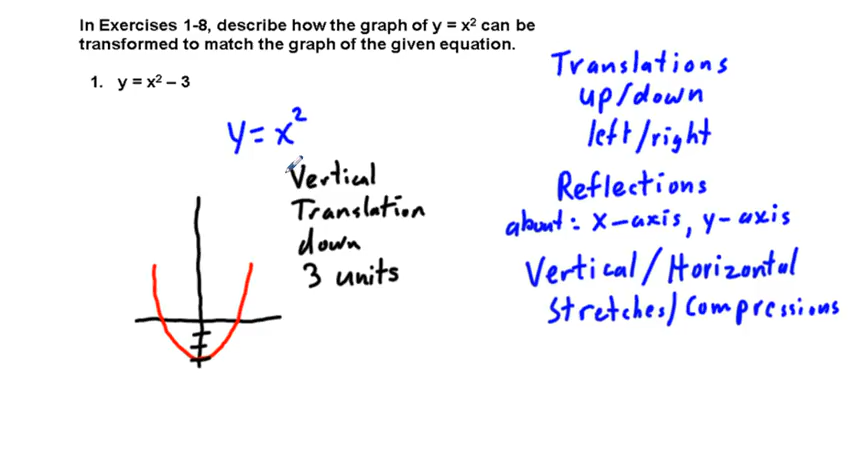 In Exercises 1-8, describe how the graph of y = x² can be
transformed to match the graph of the given equation.
1. y = x² – 3
y = x²
Vertical
Translation
down
3 units
Translations
up/down
left/right
Reflections
about: x-axis, y-axis
Vertical/Horizontal
Stretches/Compressions